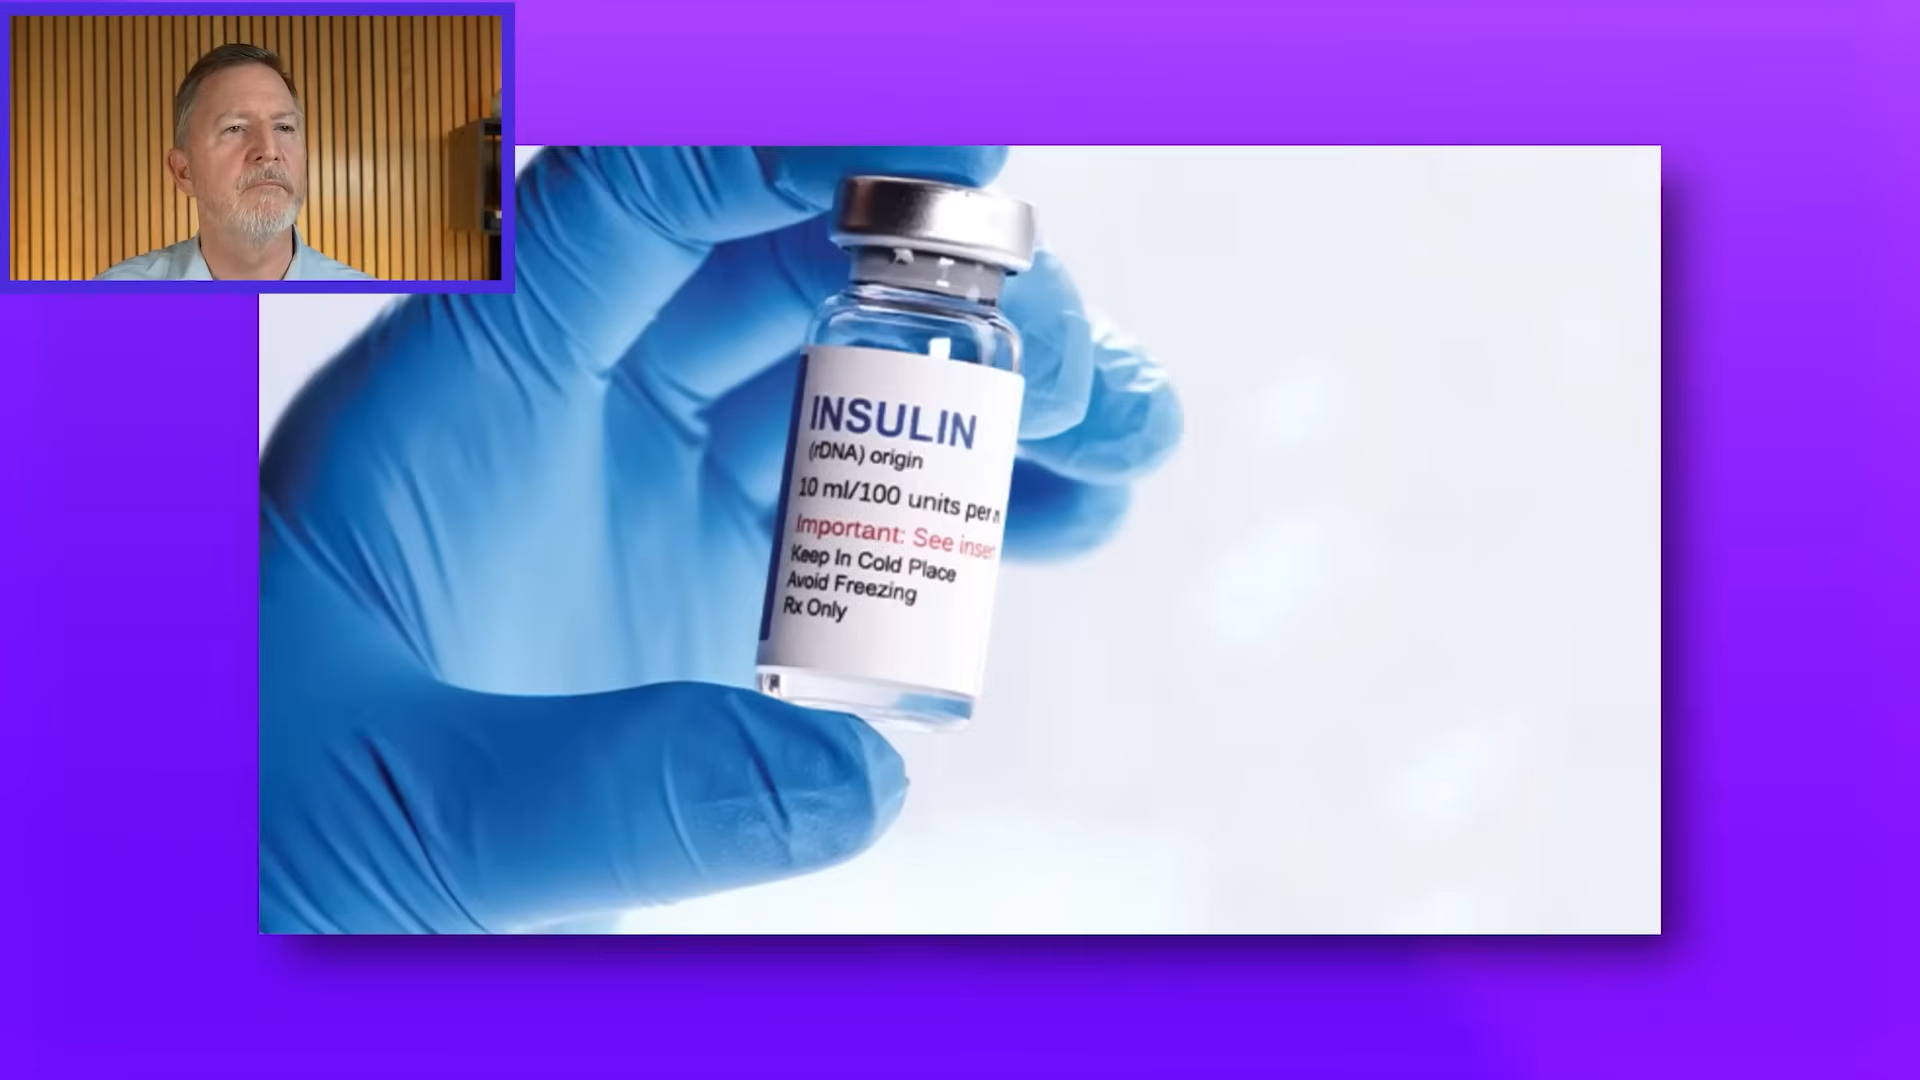 INSULIN
(rDNA) origin
10 ml/100 units per
Important: See
Keep In Cold Place
Avoid Freezing
Rx Only